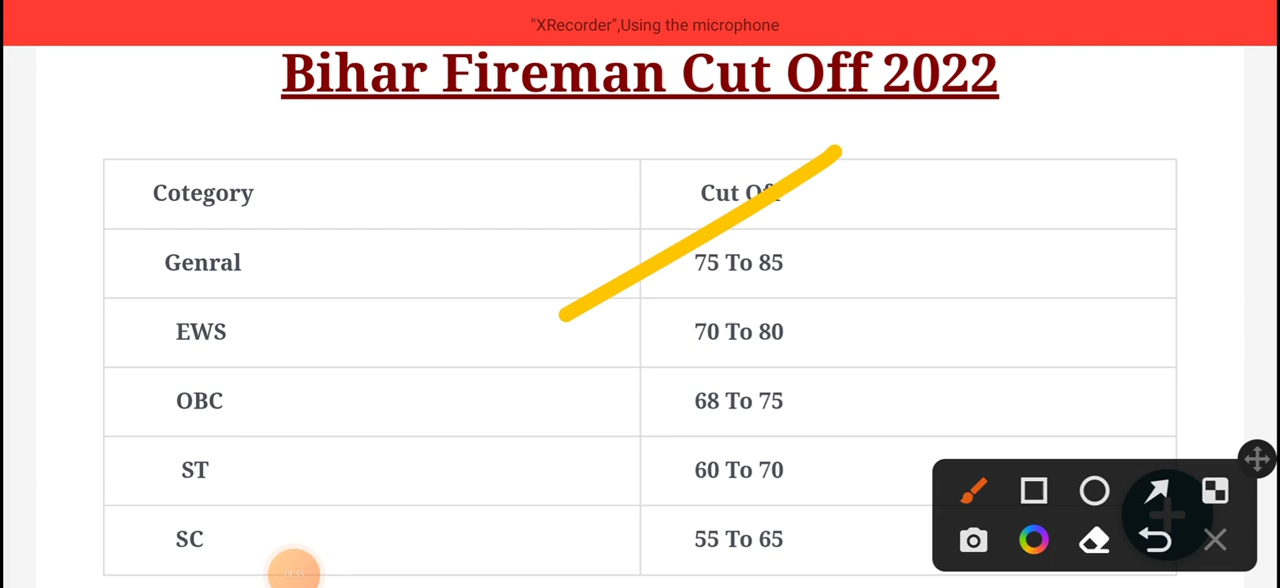 "XRecorder",Using the microphone
Bihar Fireman Cut Off 2022
Cotegory Cut Off
Genral 75 To 85
EWS 70 To 80
OBC 68 To 75
ST 60 To 70
SC 55 To 65